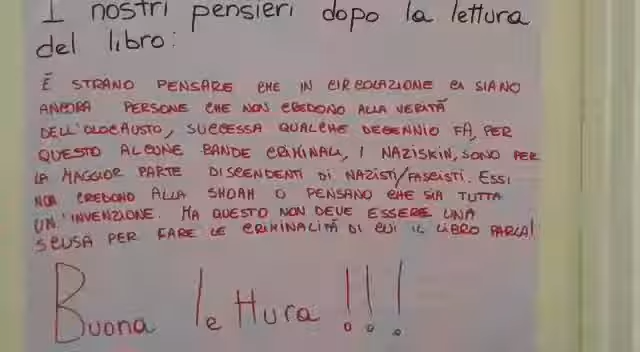 I nostri pensieri dopo la lettura
del libro:
È STRANO PENSARE CHE IN CIRCOLAZIONE CI SIANO
ANCORA PERSONE CHE NON CREDONO ALLA VERITÀ
DELL'OLOCAUSTO, SUCCESSA QUALCHE DECENNIO FÀ, PER
QUESTO ALCUNE BANDE CRIMINALI, I NAZISKIN, SONO PER
LA MAGGIOR PARTE DISCENDENTI DI NAZISTI/FASCISTI. ESSI
NON CREDONO ALLA SHOAH O PENSANO CHE SIA TUTTA
UN'INVENZIONE. MA QUESTO NON DEVE ESSERE UNA
SCUSA PER FARE LE CRIMINALITÀ DI CUI IL LIBRO PARLA!
Buona lettura!!!